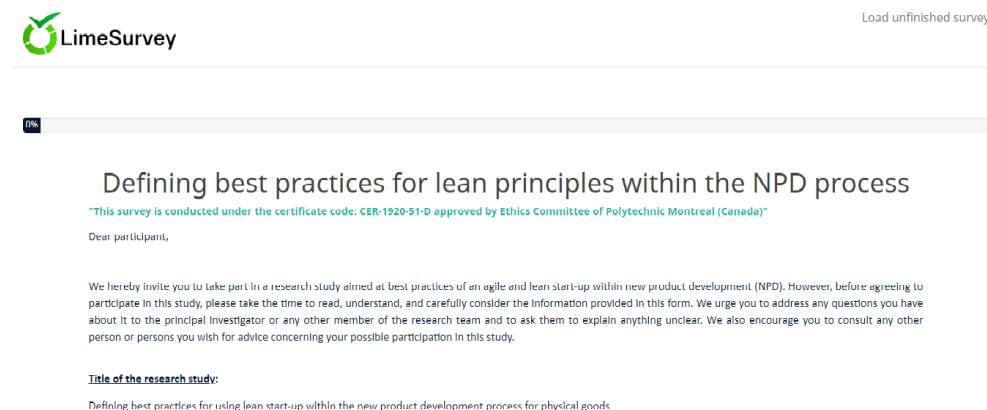 Load unfinished survey
LimeSurvey
0%
Defining best practices for lean principles within the NPD process
"This survey is conducted under the certificate code: CER-1920-51-D approved by Ethics Committee of Polytechnic Montreal (Canada)"
Dear participant,
We hereby invite you to take part in a research study aimed at best practices of an agile and lean start-up within new product development (NPD). However, before agreeing to
participate in this study, please take the time to read, understand, and carefully consider the information provided in this form. We urge you to address any questions you have
about it to the principal investigator or any other member of the research team and to ask them to explain anything unclear. We also encourage you to consult any other
person or persons you wish for advice concerning your possible participation in this study.
Title of the research study:
Defining best practices for using lean start-up within the new product development process for physical goods